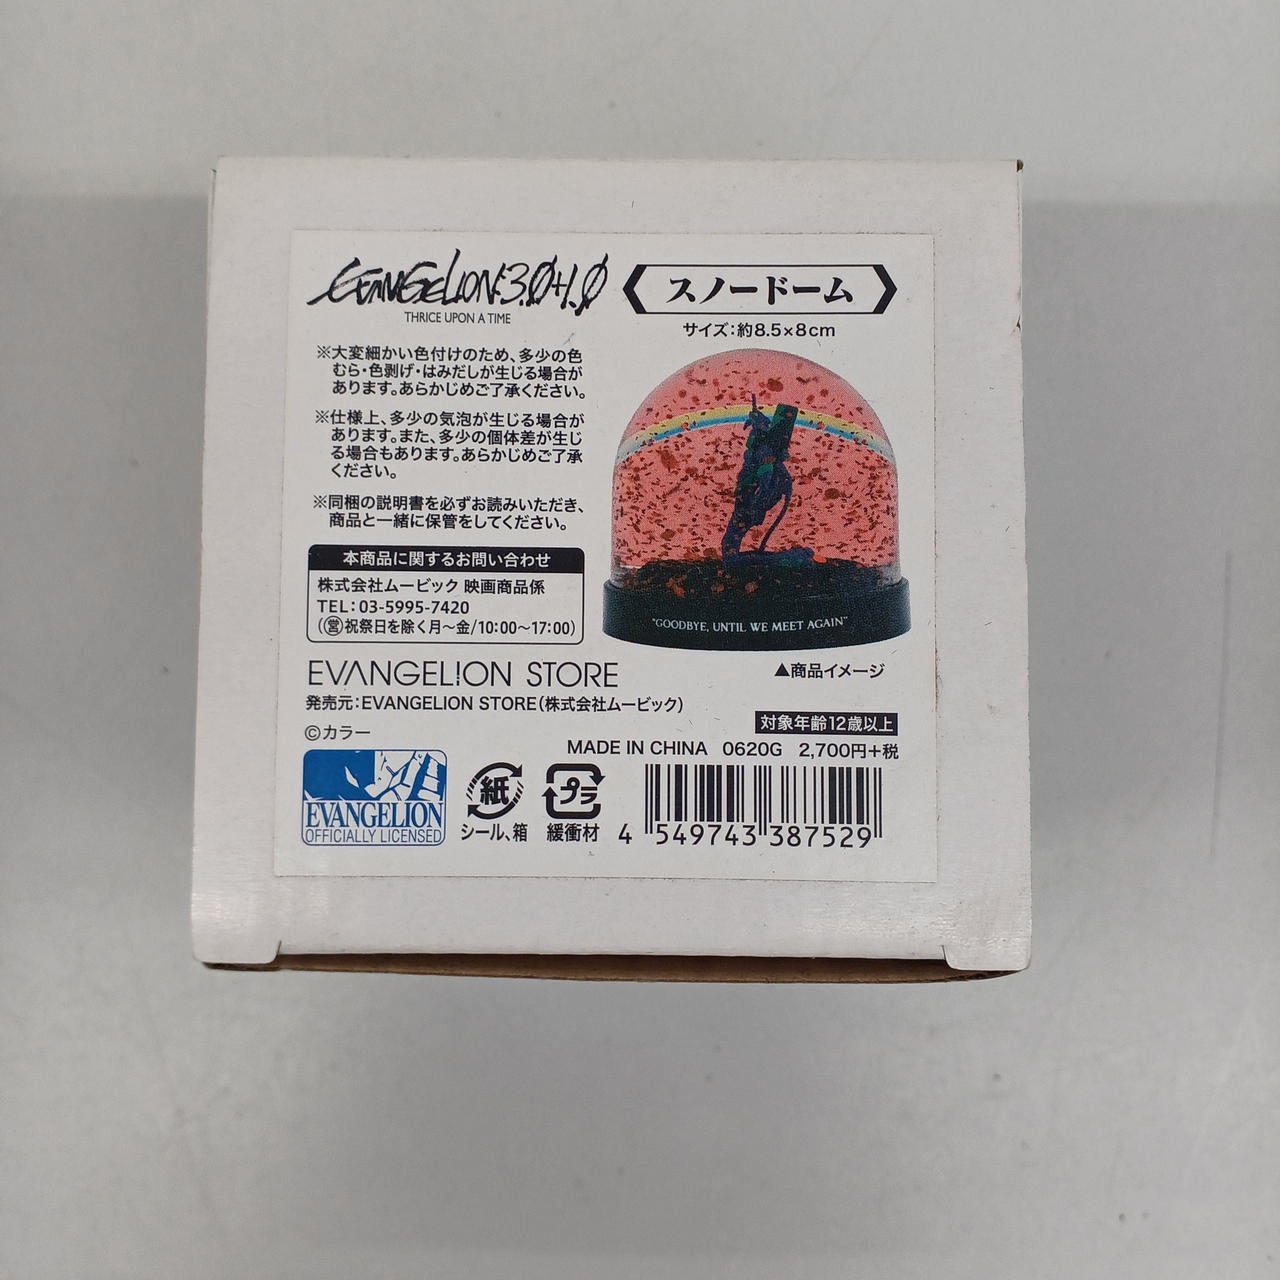 EVANGELION:3.0+1.0
THRICE UPON A TIME
スノードーム
サイズ:約8.5×8cm
※大変細かい色付けのため、多少の色
むら・色剥げ・はみだしが生じる場合が
あります。あらかじめご了承ください。
※仕様上、多少の気泡が生じる場合が
あります。また、多少の個体差が生じ
る場合もあります。あらかじめご了承
ください。
※同梱の説明書を必ずお読みいただき、
商品と一緒に保管をしてください。
本商品に関するお問い合わせ
株式会社ムービック 映画商品係
TEL:03-5995-7420
(㊡祝祭日を除く月〜金/10:00〜17:00)
"GOODBYE, UNTIL WE MEET AGAIN"
▲商品イメージ
EVANGELION STORE
発売元:EVANGELION STORE(株式会社ムービック)
©カラー
対象年齢12歳以上
MADE IN CHINA 0620G 2,700円+税
EVANGELION
OFFICIALLY LICENSED
紙
シール、箱
プラ
緩衝材
4 549743 387529